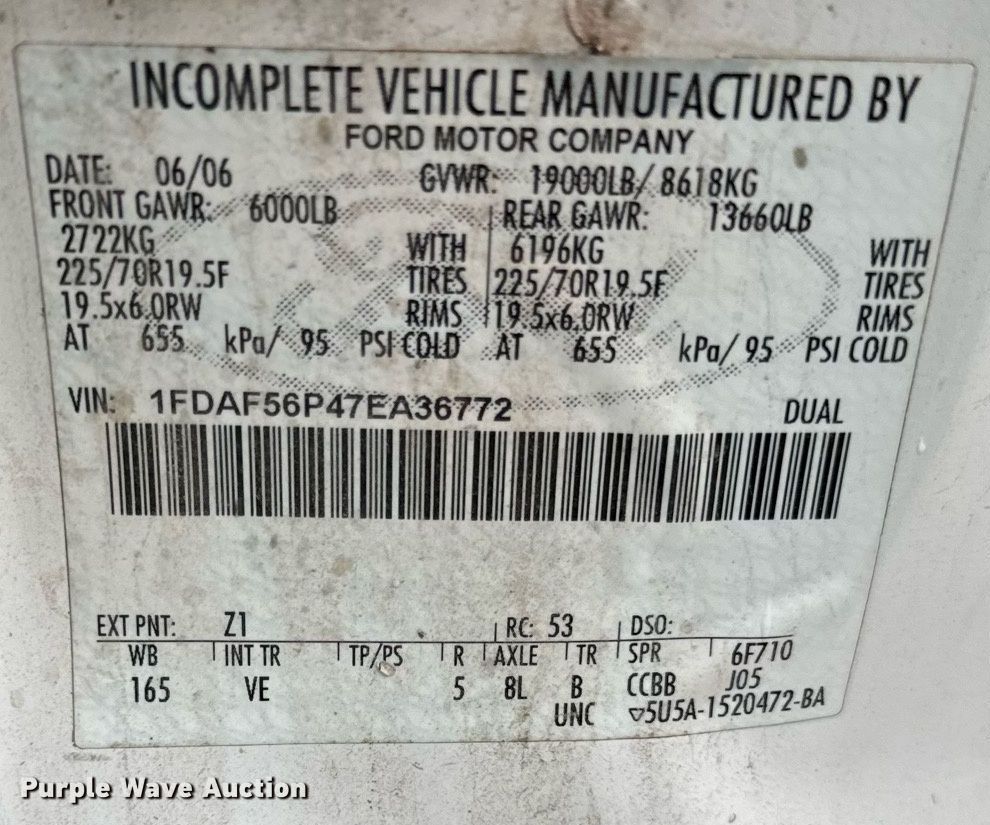 INCOMPLETE VEHICLE MANUFACTURED BY
FORD MOTOR COMPANY
DATE: 06/06 GVWR: 19000LB/ 8618KG
FRONT GAWR: 6000LB REAR GAWR: 13660LB
2722KG WITH 6196KG WITH
225/70R19.5F TIRES 225/70R19.5F TIRES
19.5x6.0RW RIMS 19.5x6.0RW RIMS
AT 655 kPa/ 95 PSI COLD AT 655 kPa/ 95 PSI COLD
VIN: 1FDAF56P47EA36772 DUAL
EXT PNT: Z1 RC: 53 DSO:
WB INT TR TP/PS R AXLE TR SPR 6F710
165 VE 5 8L B CCBB J05
UNC 5U5A-1520472-BA
Purple Wave Auction